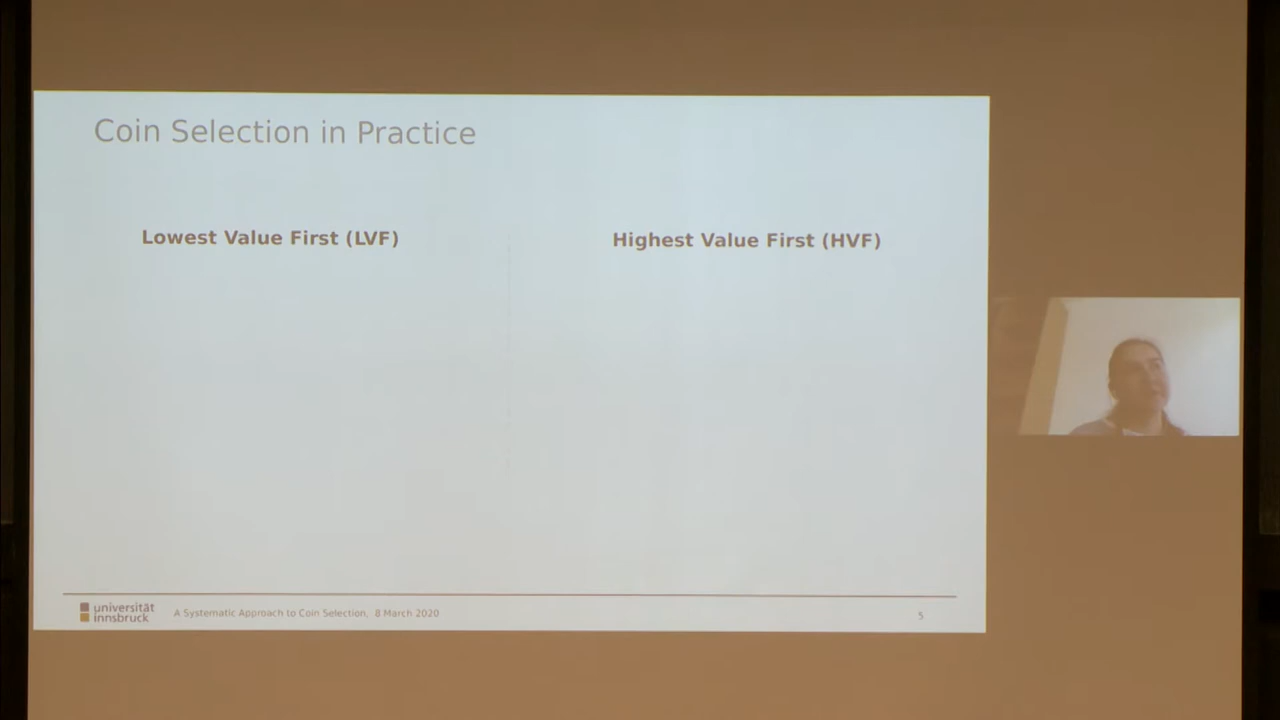 Coin Selection in Practice
Lowest Value First (LVF)
Highest Value First (HVF)
universität
innsbruck
A Systematic Approach to Coin Selection, 8 March 2020
5